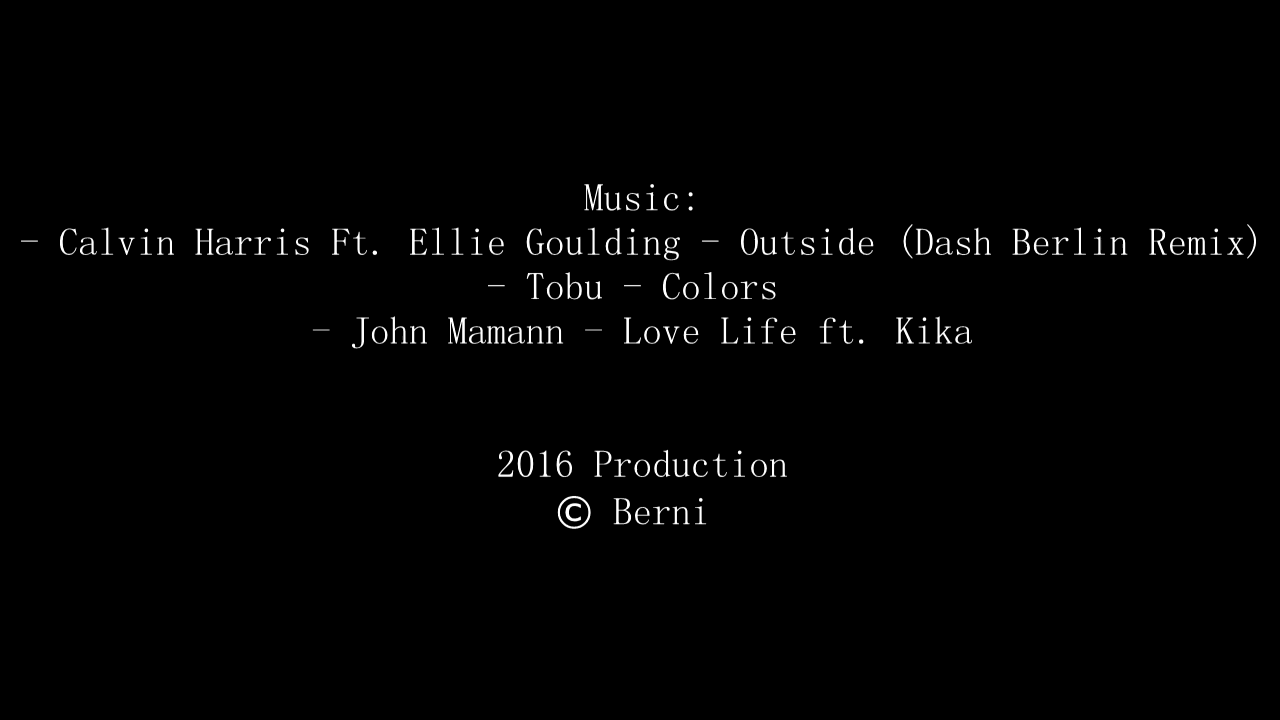 Music:
- Calvin Harris Ft. Ellie Goulding - Outside (Dash Berlin Remix)
- Tobu - Colors
- John Mamann - Love Life ft. Kika
2016 Production
© Berni